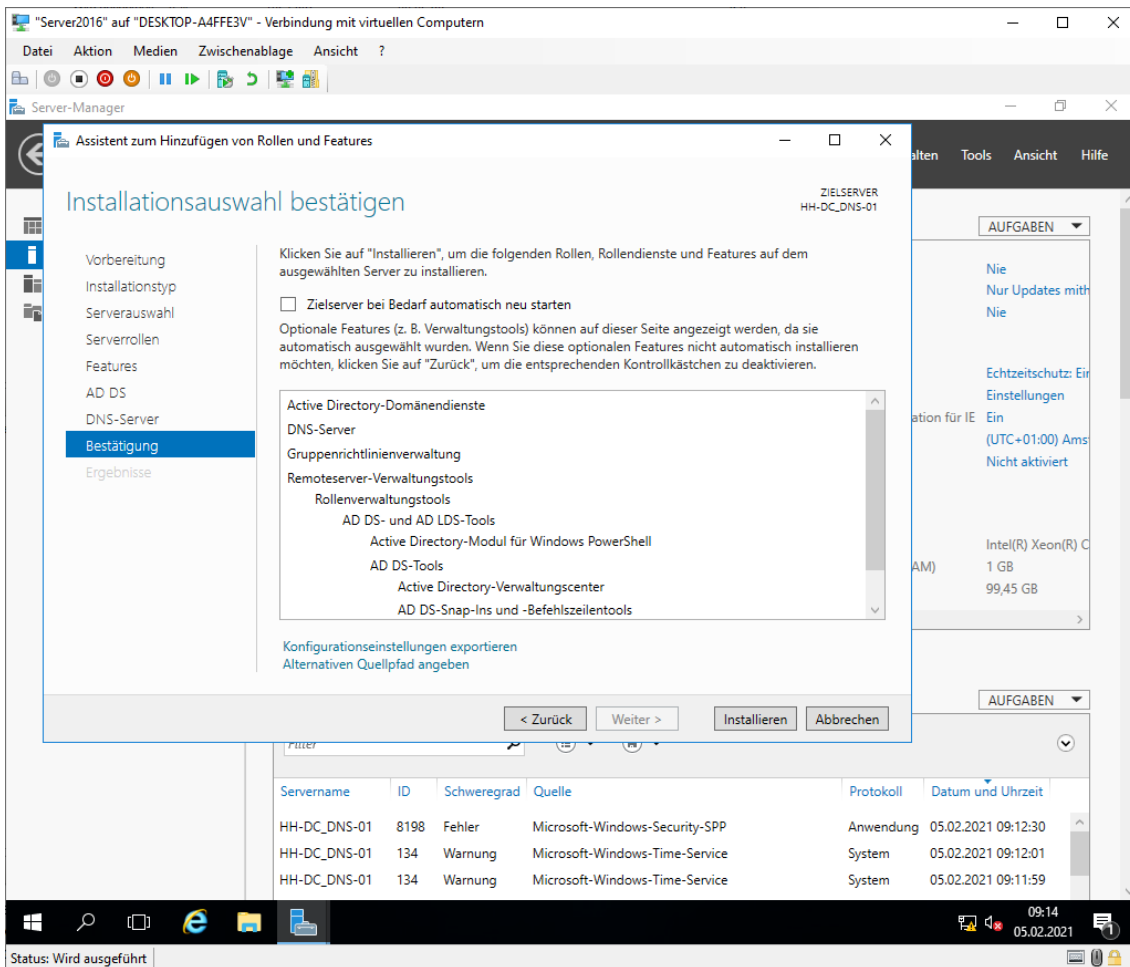 "Server2016" auf "DESKTOP-A4FFE3V" - Verbindung mit virtuellen Computern
Datei Aktion Medien Zwischenablage Ansicht ?
Server-Manager
Assistent zum Hinzufügen von Rollen und Features
alten Tools Ansicht Hilfe
Installationsauswahl bestätigen
ZIELSERVER
HH-DC_DNS-01
Vorbereitung
Installationstyp
Serverauswahl
Serverrollen
Features
AD DS
DNS-Server
Bestätigung
Ergebnisse
Klicken Sie auf "Installieren", um die folgenden Rollen, Rollendienste und Features auf dem
ausgewählten Server zu installieren.
Zielserver bei Bedarf automatisch neu starten
Optionale Features (z. B. Verwaltungstools) können auf dieser Seite angezeigt werden, da sie
automatisch ausgewählt wurden. Wenn Sie diese optionalen Features nicht automatisch installieren
möchten, klicken Sie auf "Zurück", um die entsprechenden Kontrollkästchen zu deaktivieren.
Active Directory-Domänendienste
DNS-Server
Gruppenrichtlinienverwaltung
Remoteserver-Verwaltungstools
Rollenverwaltungstools
AD DS- und AD LDS-Tools
Active Directory-Modul für Windows PowerShell
AD DS-Tools
Active Directory-Verwaltungscenter
AD DS-Snap-Ins und -Befehlszeilentools
Konfigurationseinstellungen exportieren
Alternativen Quellpfad angeben
< Zurück Weiter > Installieren Abbrechen
AUFGABEN
Nie
Nur Updates mith
Nie
Echtzeitschutz: Ein
Einstellungen
ation für IE Ein
(UTC+01:00) Ams
Nicht aktiviert
Intel(R) Xeon(R) C
AM) 1 GB
99,45 GB
AUFGABEN
Filter
Servername ID Schweregrad Quelle Protokoll Datum und Uhrzeit
HH-DC_DNS-01 8198 Fehler Microsoft-Windows-Security-SPP Anwendung 05.02.2021 09:12:30
HH-DC_DNS-01 134 Warnung Microsoft-Windows-Time-Service System 05.02.2021 09:12:01
HH-DC_DNS-01 134 Warnung Microsoft-Windows-Time-Service System 05.02.2021 09:11:59
09:14
05.02.2021
1
Status: Wird ausgeführt